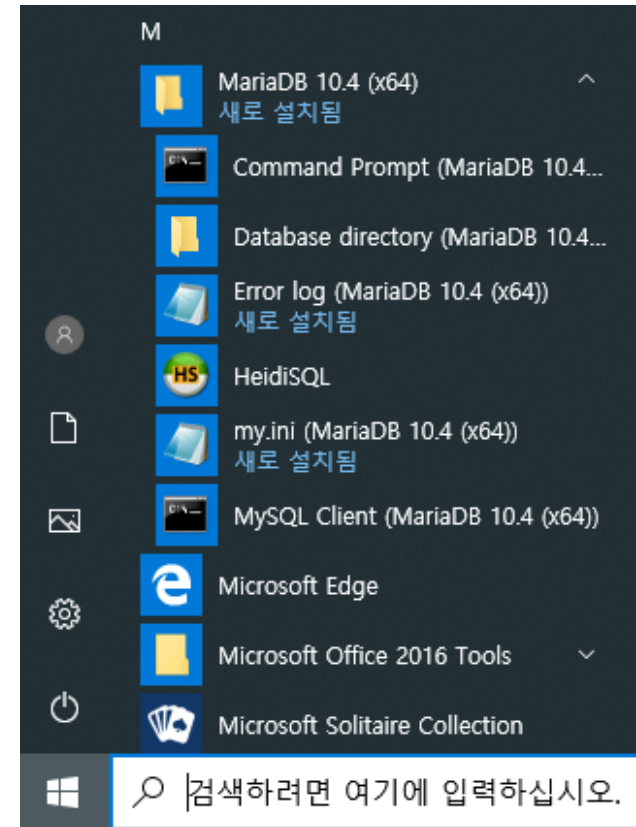 M
MariaDB 10.4 (x64)
새로 설치됨
Command Prompt (MariaDB 10.4...
Database directory (MariaDB 10.4...
Error log (MariaDB 10.4 (x64))
새로 설치됨
HS
HeidiSQL
my.ini (MariaDB 10.4 (x64))
새로 설치됨
MySQL Client (MariaDB 10.4 (x64))
Microsoft Edge
Microsoft Office 2016 Tools
Microsoft Solitaire Collection
검색하려면 여기에 입력하십시오.